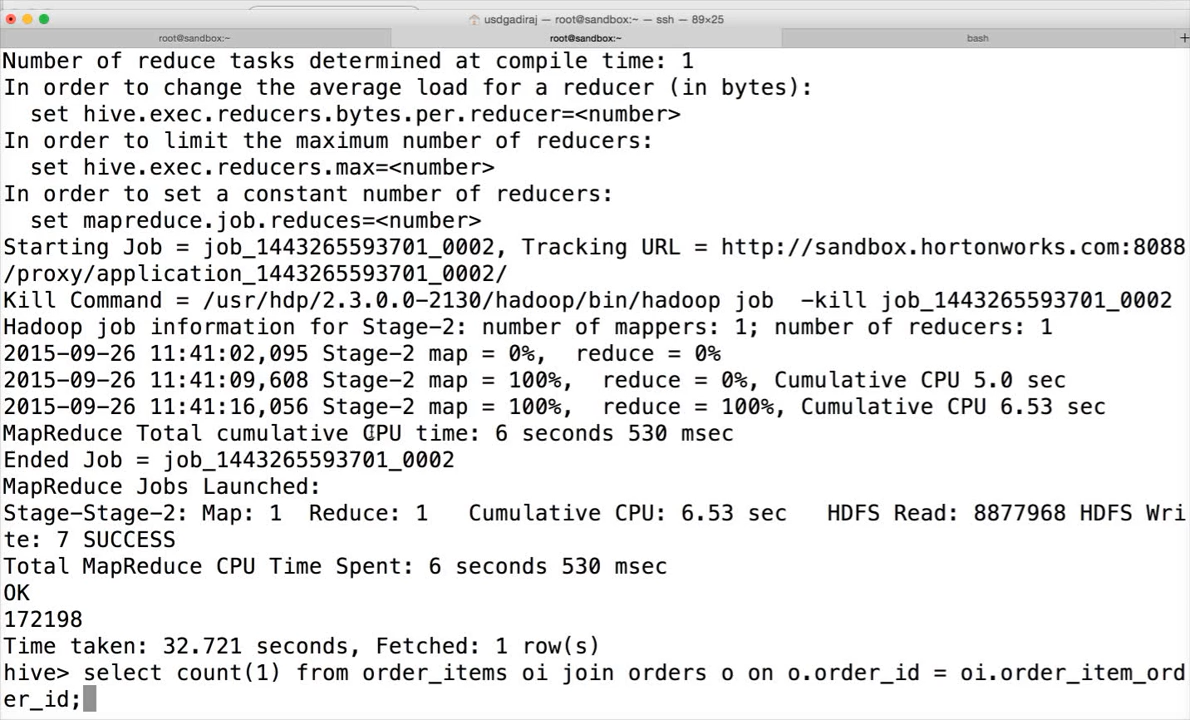 usdgadiraj — root@sandbox:~ — ssh — 89×25
root@sandbox:~ root@sandbox:~ bash +
Number of reduce tasks determined at compile time: 1
In order to change the average load for a reducer (in bytes):
  set hive.exec.reducers.bytes.per.reducer=<number>
In order to limit the maximum number of reducers:
  set hive.exec.reducers.max=<number>
In order to set a constant number of reducers:
  set mapreduce.job.reduces=<number>
Starting Job = job_1443265593701_0002, Tracking URL = http://sandbox.hortonworks.com:8088
/proxy/application_1443265593701_0002/
Kill Command = /usr/hdp/2.3.0.0-2130/hadoop/bin/hadoop job  -kill job_1443265593701_0002
Hadoop job information for Stage-2: number of mappers: 1; number of reducers: 1
2015-09-26 11:41:02,095 Stage-2 map = 0%,  reduce = 0%
2015-09-26 11:41:09,608 Stage-2 map = 100%,  reduce = 0%, Cumulative CPU 5.0 sec
2015-09-26 11:41:16,056 Stage-2 map = 100%,  reduce = 100%, Cumulative CPU 6.53 sec
MapReduce Total cumulative CPU time: 6 seconds 530 msec
Ended Job = job_1443265593701_0002
MapReduce Jobs Launched:
Stage-Stage-2: Map: 1  Reduce: 1   Cumulative CPU: 6.53 sec   HDFS Read: 8877968 HDFS Wri
te: 7 SUCCESS
Total MapReduce CPU Time Spent: 6 seconds 530 msec
OK
172198
Time taken: 32.721 seconds, Fetched: 1 row(s)
hive> select count(1) from order_items oi join orders o on o.order_id = oi.order_item_ord
er_id;